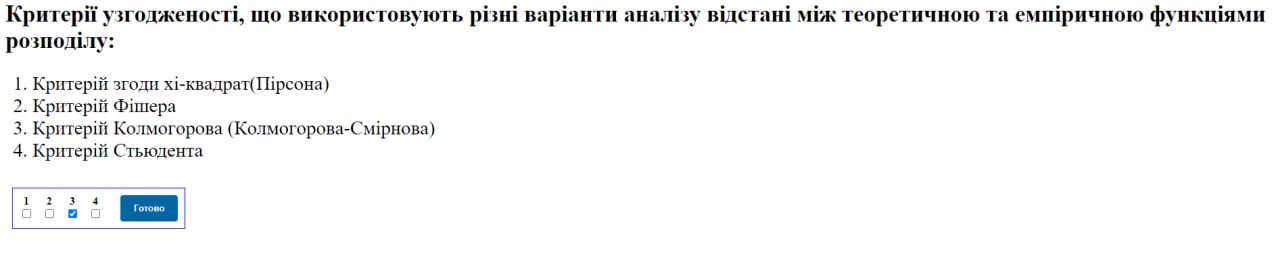 Критерії узгодженості, що використовують різні варіанти аналізу відстані між теоретичною та емпіричною функціями
розподілу:
1. Критерій згоди хі-квадрат(Пірсона)
2. Критерій Фішера
3. Критерій Колмогорова (Колмогорова-Смірнова)
4. Критерій Стьюдента
1 2 3 4
Готово